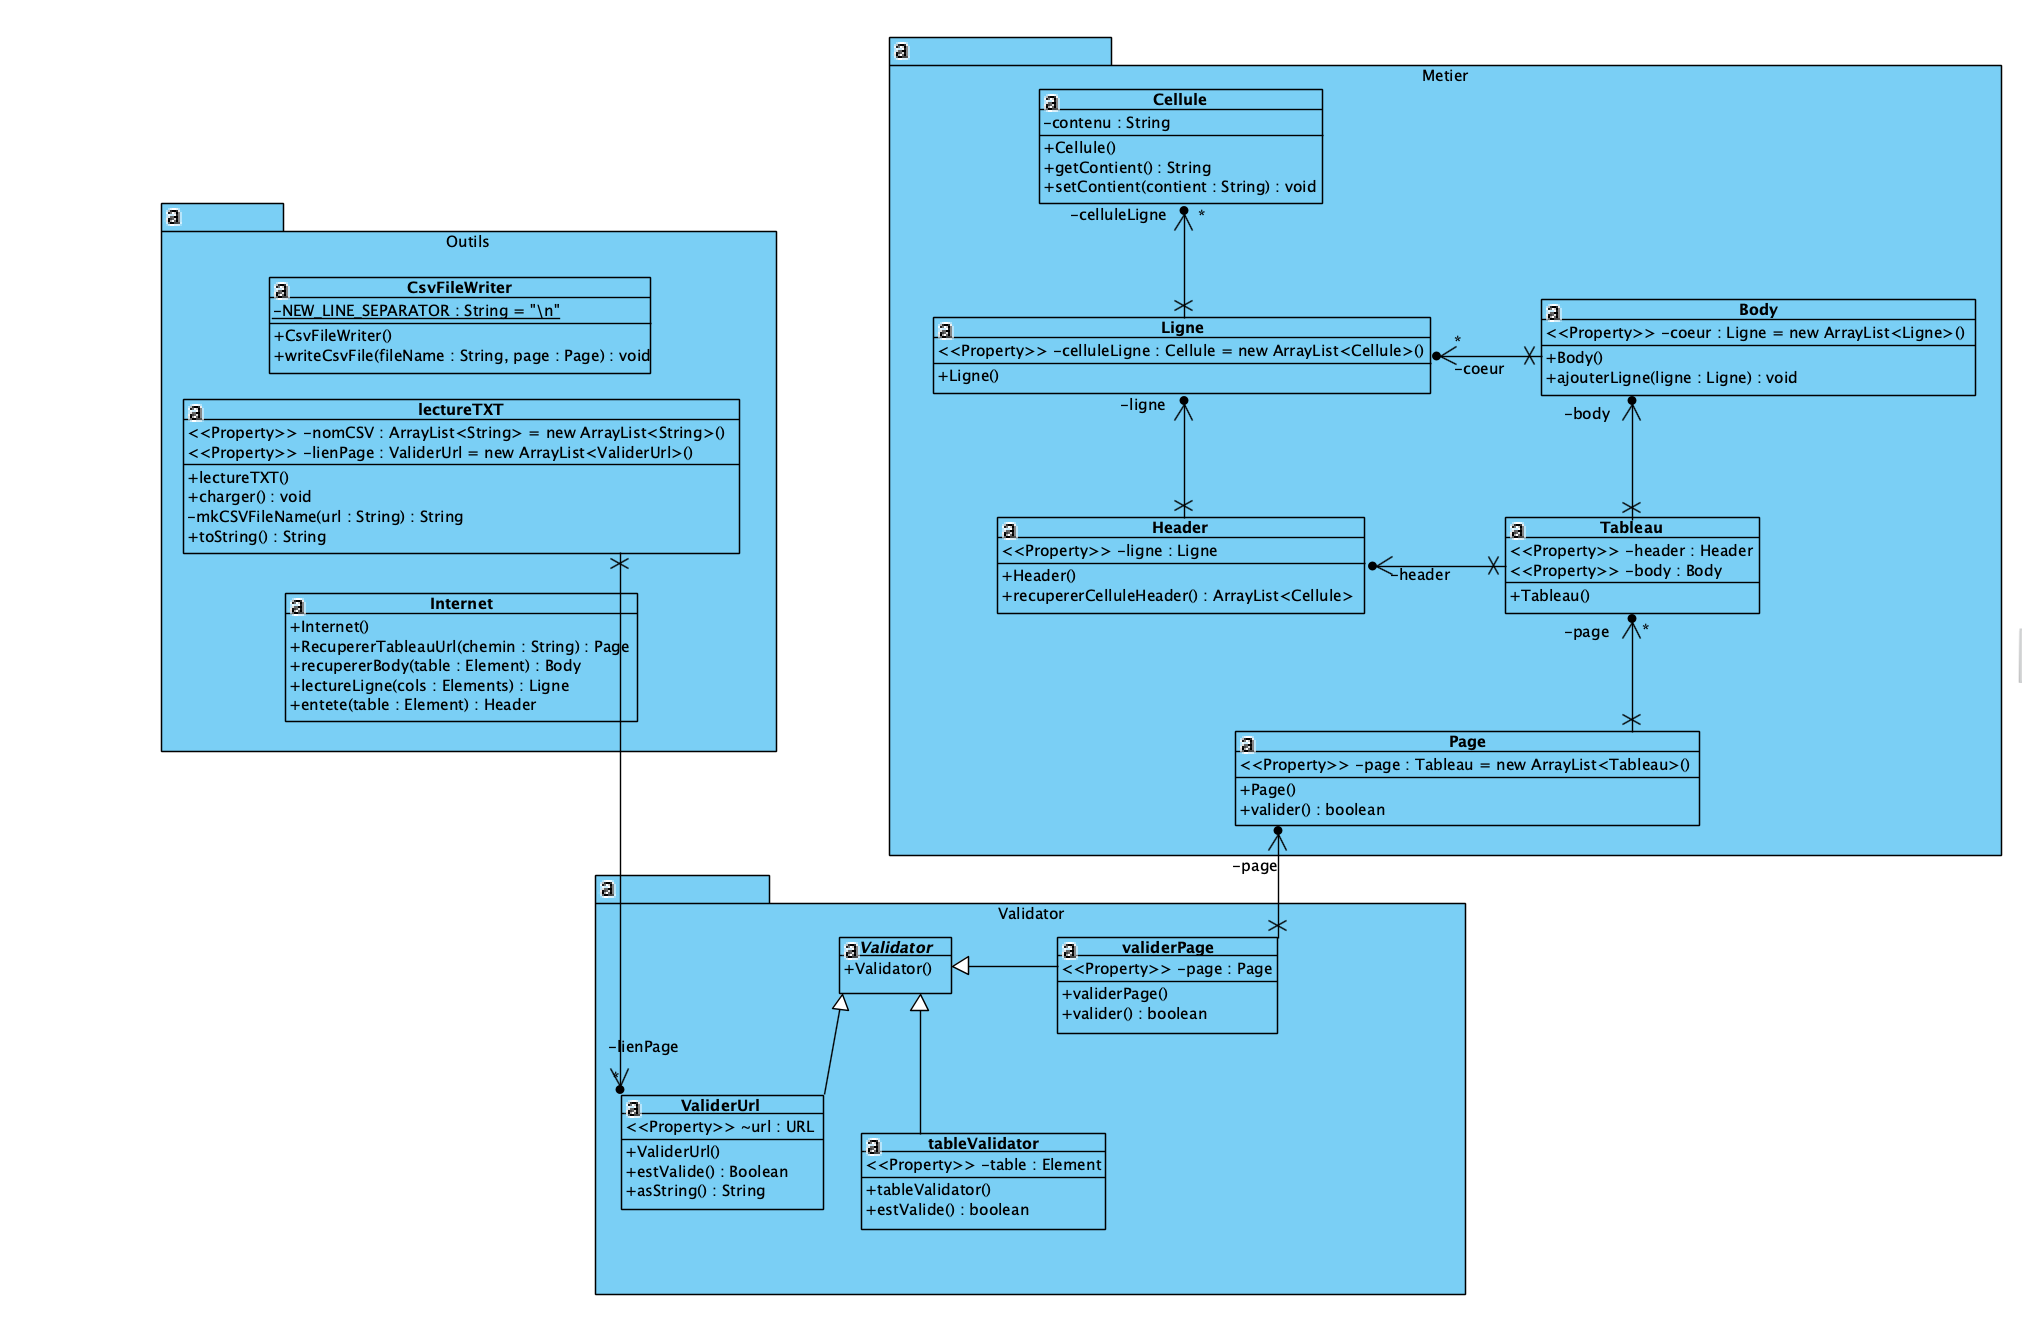 Outils
CsvFileWriter
-NEW_LINE_SEPARATOR : String = "\n"
+CsvFileWriter()
+writeCsvFile(fileName : String, page : Page) : void
lectureTXT
<<Property>> -nomCSV : ArrayList<String> = new ArrayList<String>()
<<Property>> -lienPage : ValiderUrl = new ArrayList<ValiderUrl>()
+lectureTXT()
+charger() : void
-mkCSVFileName(url : String) : String
+toString() : String
Internet
+Internet()
+RecupererTableauUrl(chemin : String) : Page
+recupererBody(table : Element) : Body
+lectureLigne(cols : Elements) : Ligne
+entete(table : Element) : Header
Metier
Cellule
-contenu : String
+Cellule()
+getContient() : String
+setContient(contient : String) : void
-celluleLigne *
Ligne
<<Property>> -celluleLigne : Cellule = new ArrayList<Cellule>()
+Ligne()
*
-coeur
Body
<<Property>> -coeur : Ligne = new ArrayList<Ligne>()
+Body()
+ajouterLigne(ligne : Ligne) : void
-ligne
-body
Header
<<Property>> -ligne : Ligne
+Header()
+recupererCelluleHeader() : ArrayList<Cellule>
-header
Tableau
<<Property>> -header : Header
<<Property>> -body : Body
+Tableau()
-page *
Page
<<Property>> -page : Tableau = new ArrayList<Tableau>()
+Page()
+valider() : boolean
-page
Validator
Validator
+Validator()
validerPage
<<Property>> -page : Page
+validerPage()
+valider() : boolean
-lienPage
*
ValiderUrl
<<Property>> ~url : URL
+ValiderUrl()
+estValide() : Boolean
+asString() : String
tableValidator
<<Property>> -table : Element
+tableValidator()
+estValide() : boolean